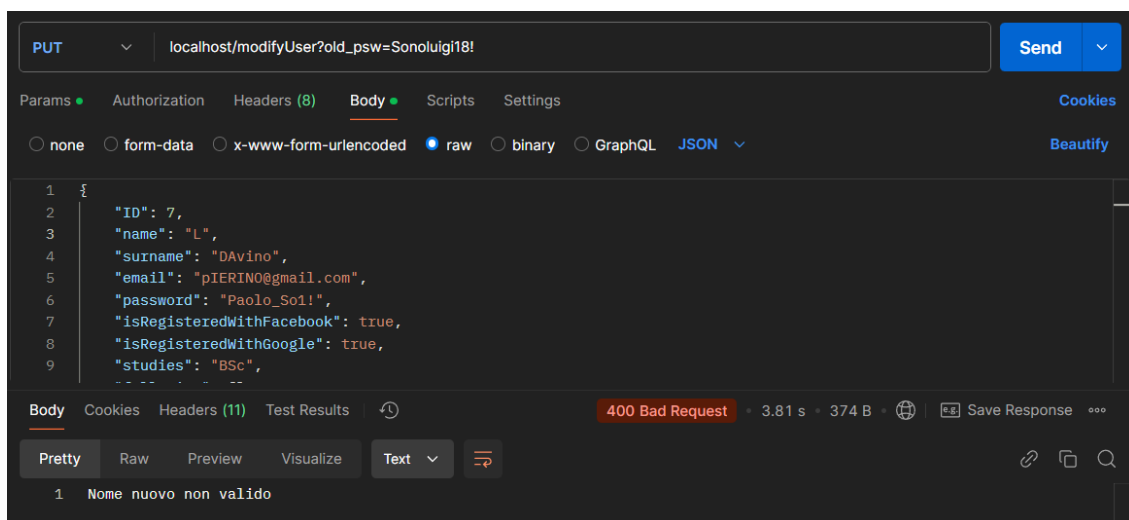 PUT localhost/modifyUser?old_psw=Sonoluigi18! Send
Params Authorization Headers (8) Body Scripts Settings Cookies
none form-data x-www-form-urlencoded raw binary GraphQL JSON Beautify
1 {
2 "ID": 7,
3 "name": "L",
4 "surname": "DAvino",
5 "email": "pIERINO@gmail.com",
6 "password": "Paolo_So1!",
7 "isRegisteredWithFacebook": true,
8 "isRegisteredWithGoogle": true,
9 "studies": "BSc",
Body Cookies Headers (11) Test Results 400 Bad Request 3.81 s 374 B e.g. Save Response
Pretty Raw Preview Visualize Text
1 Nome nuovo non valido